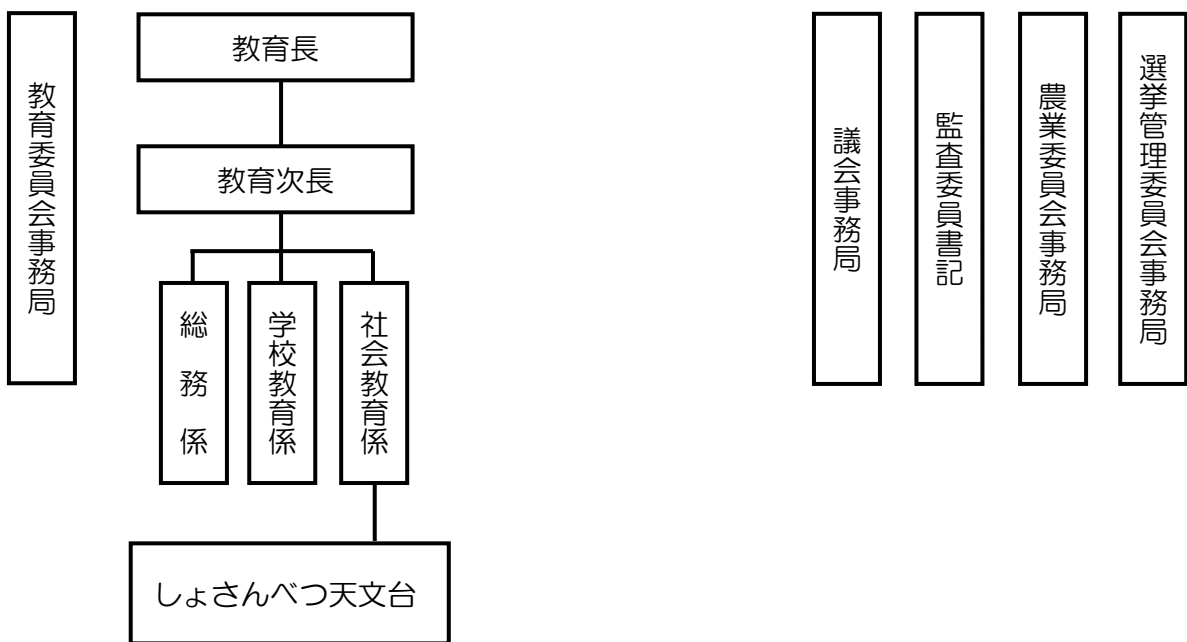 教育委員会事務局
教育長
教育次長
総務係
学校教育係
社会教育係
しょさんべつ天文台
議会事務局
監査委員書記
農業委員会事務局
選挙管理委員会事務局